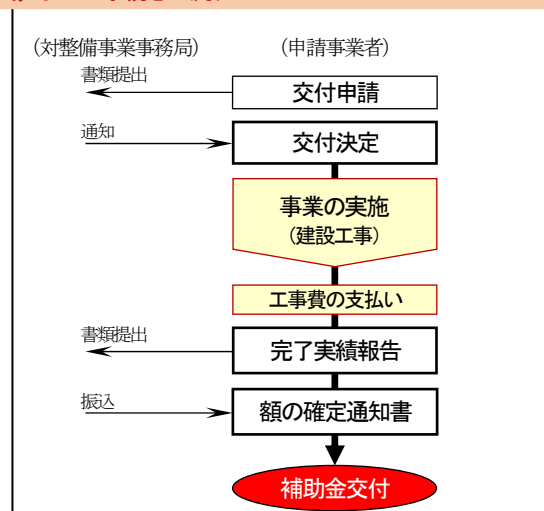 (対整備事業事務局)
(申請事業者)
書類提出
交付申請
通知
交付決定
事業の実施
(建設工事)
工事費の支払い
書類提出
完了実績報告
振込
額の確定通知書
補助金交付